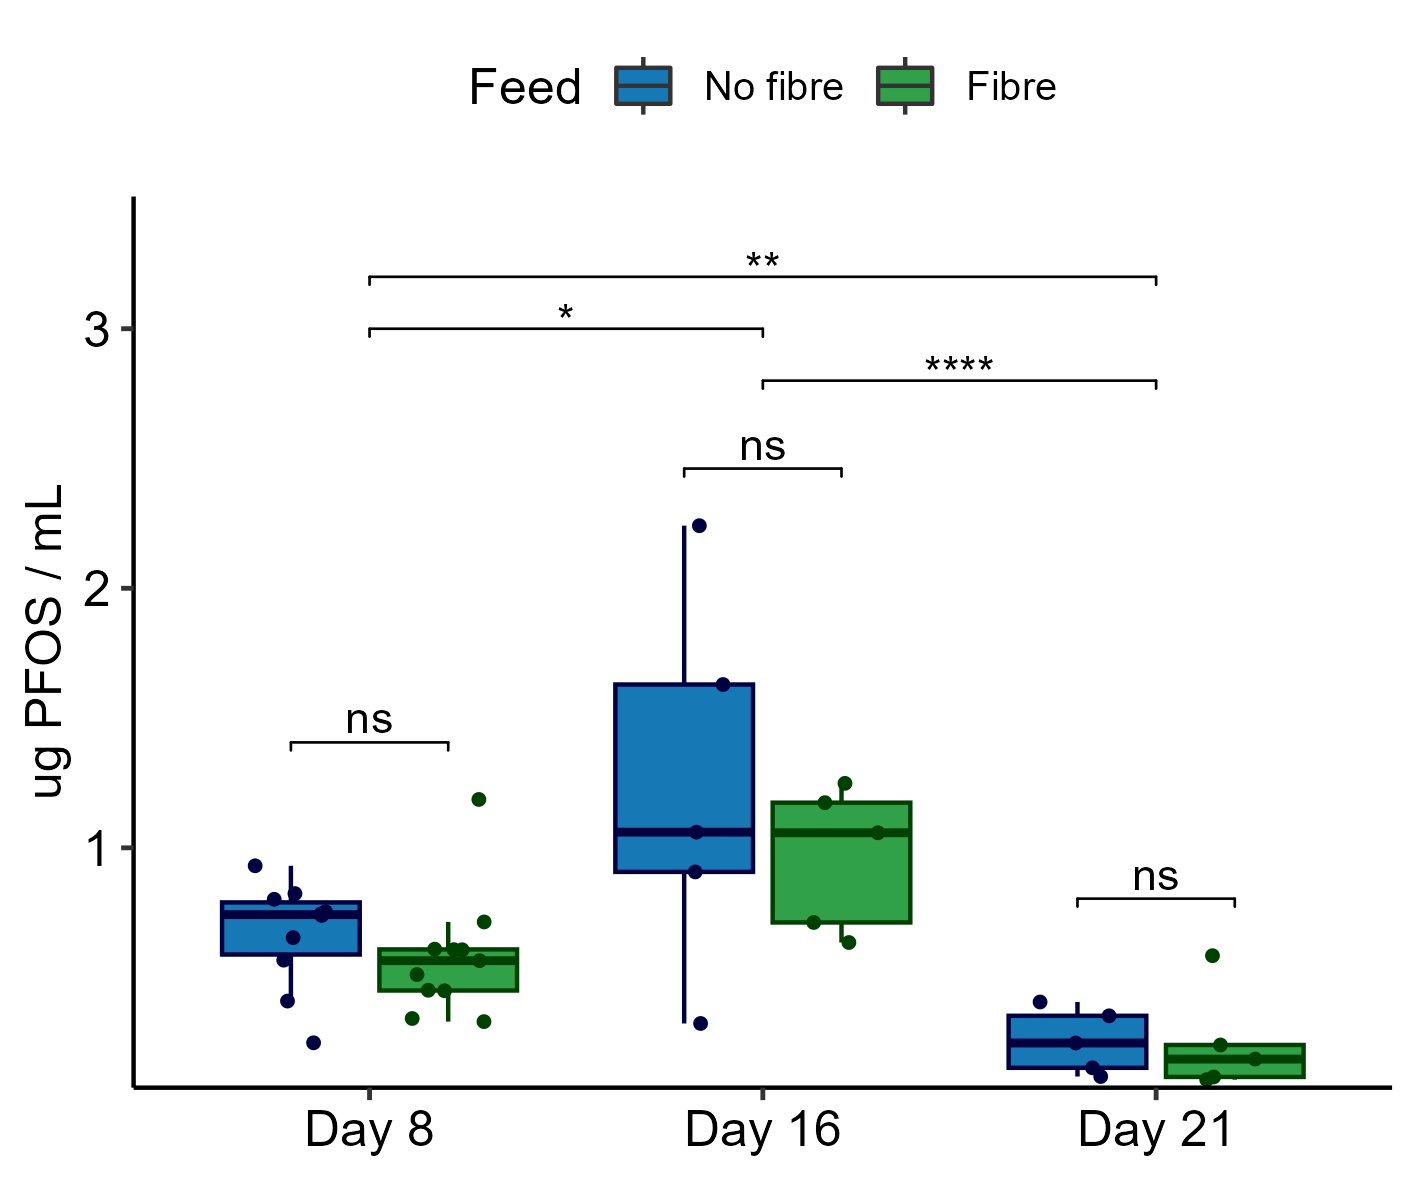 Feed No fibre Fibre
**
*
3
****
ns
2
ug PFOS / mL
ns
1
ns
Day 8 Day 16 Day 21